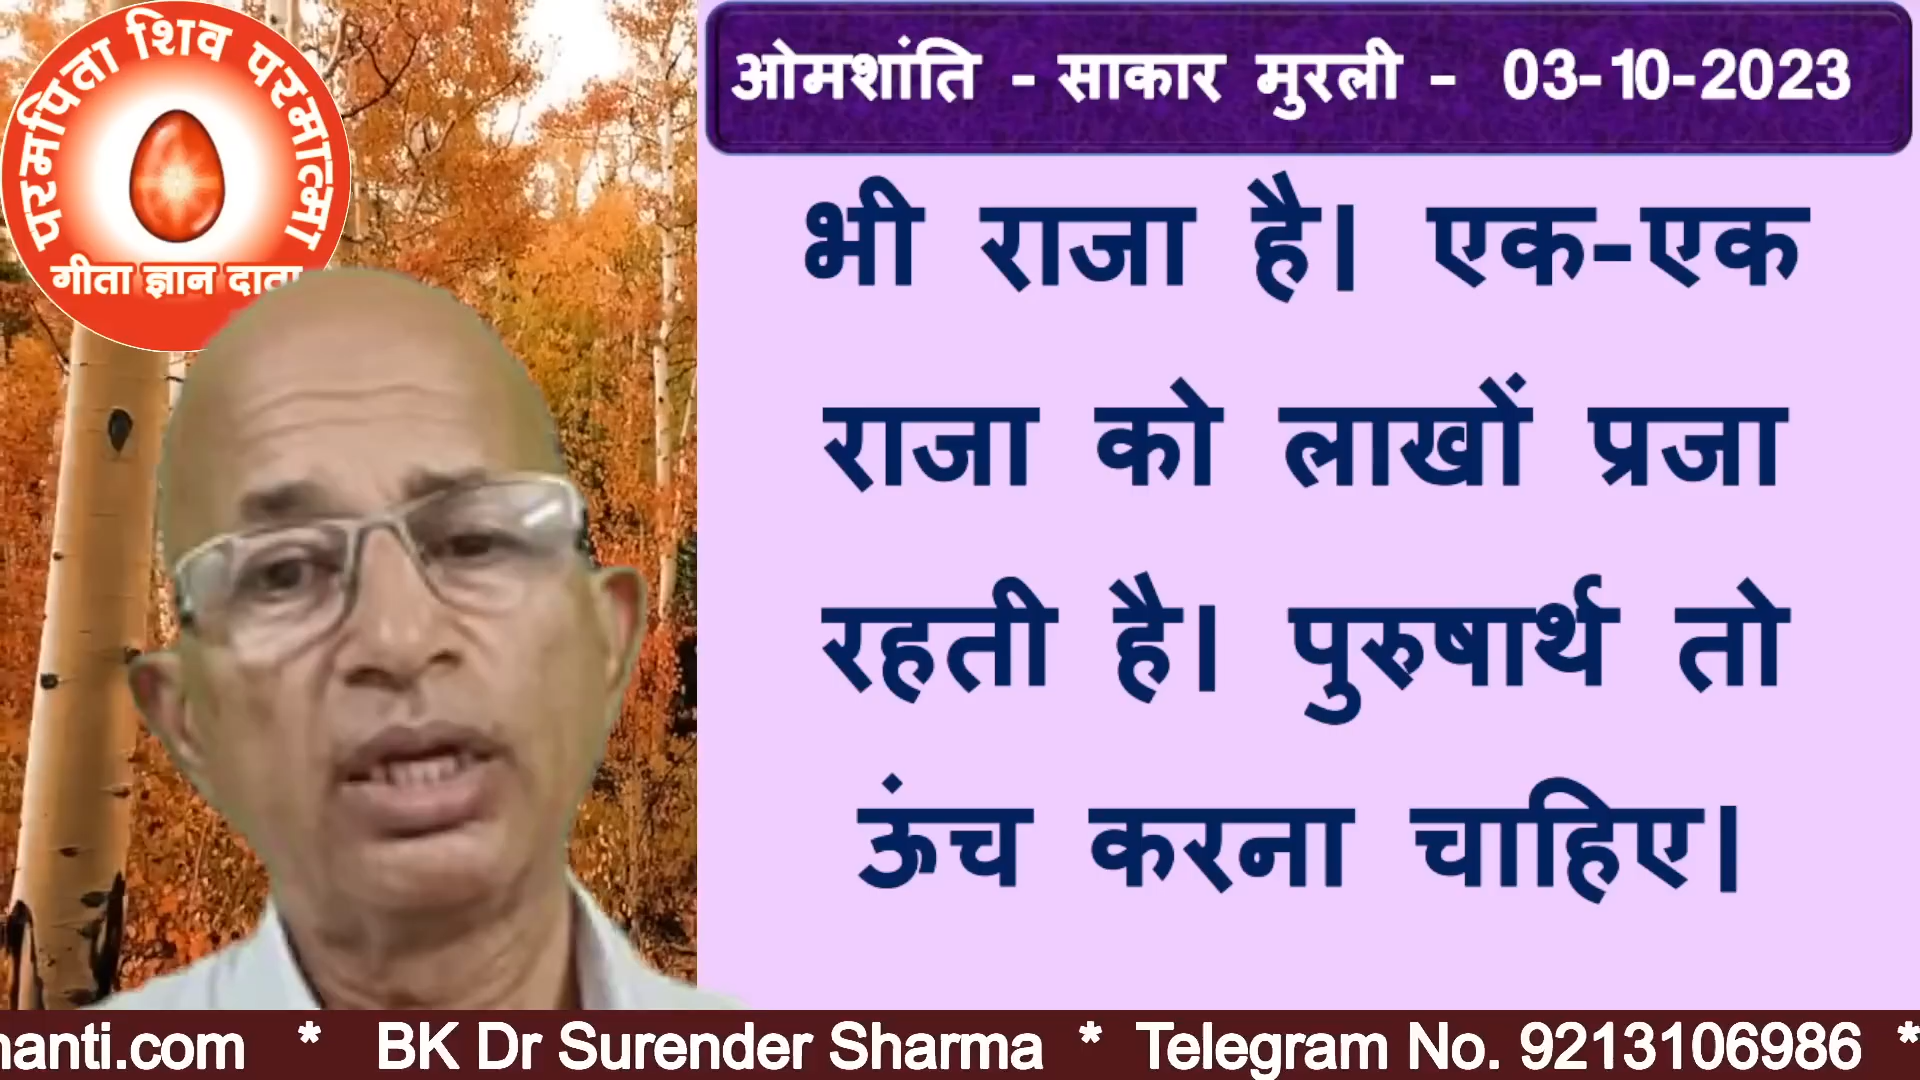 परमपिता शिव परमात्मा
गीता ज्ञान दाता
ओमशांति - साकार मुरली - 03-10-2023
भी राजा है। एक-एक
राजा को लाखों प्रजा
रहती है। पुरुषार्थ तो
ऊंच करना चाहिए।
hanti.com * BK Dr Surender Sharma * Telegram No. 9213106986 *